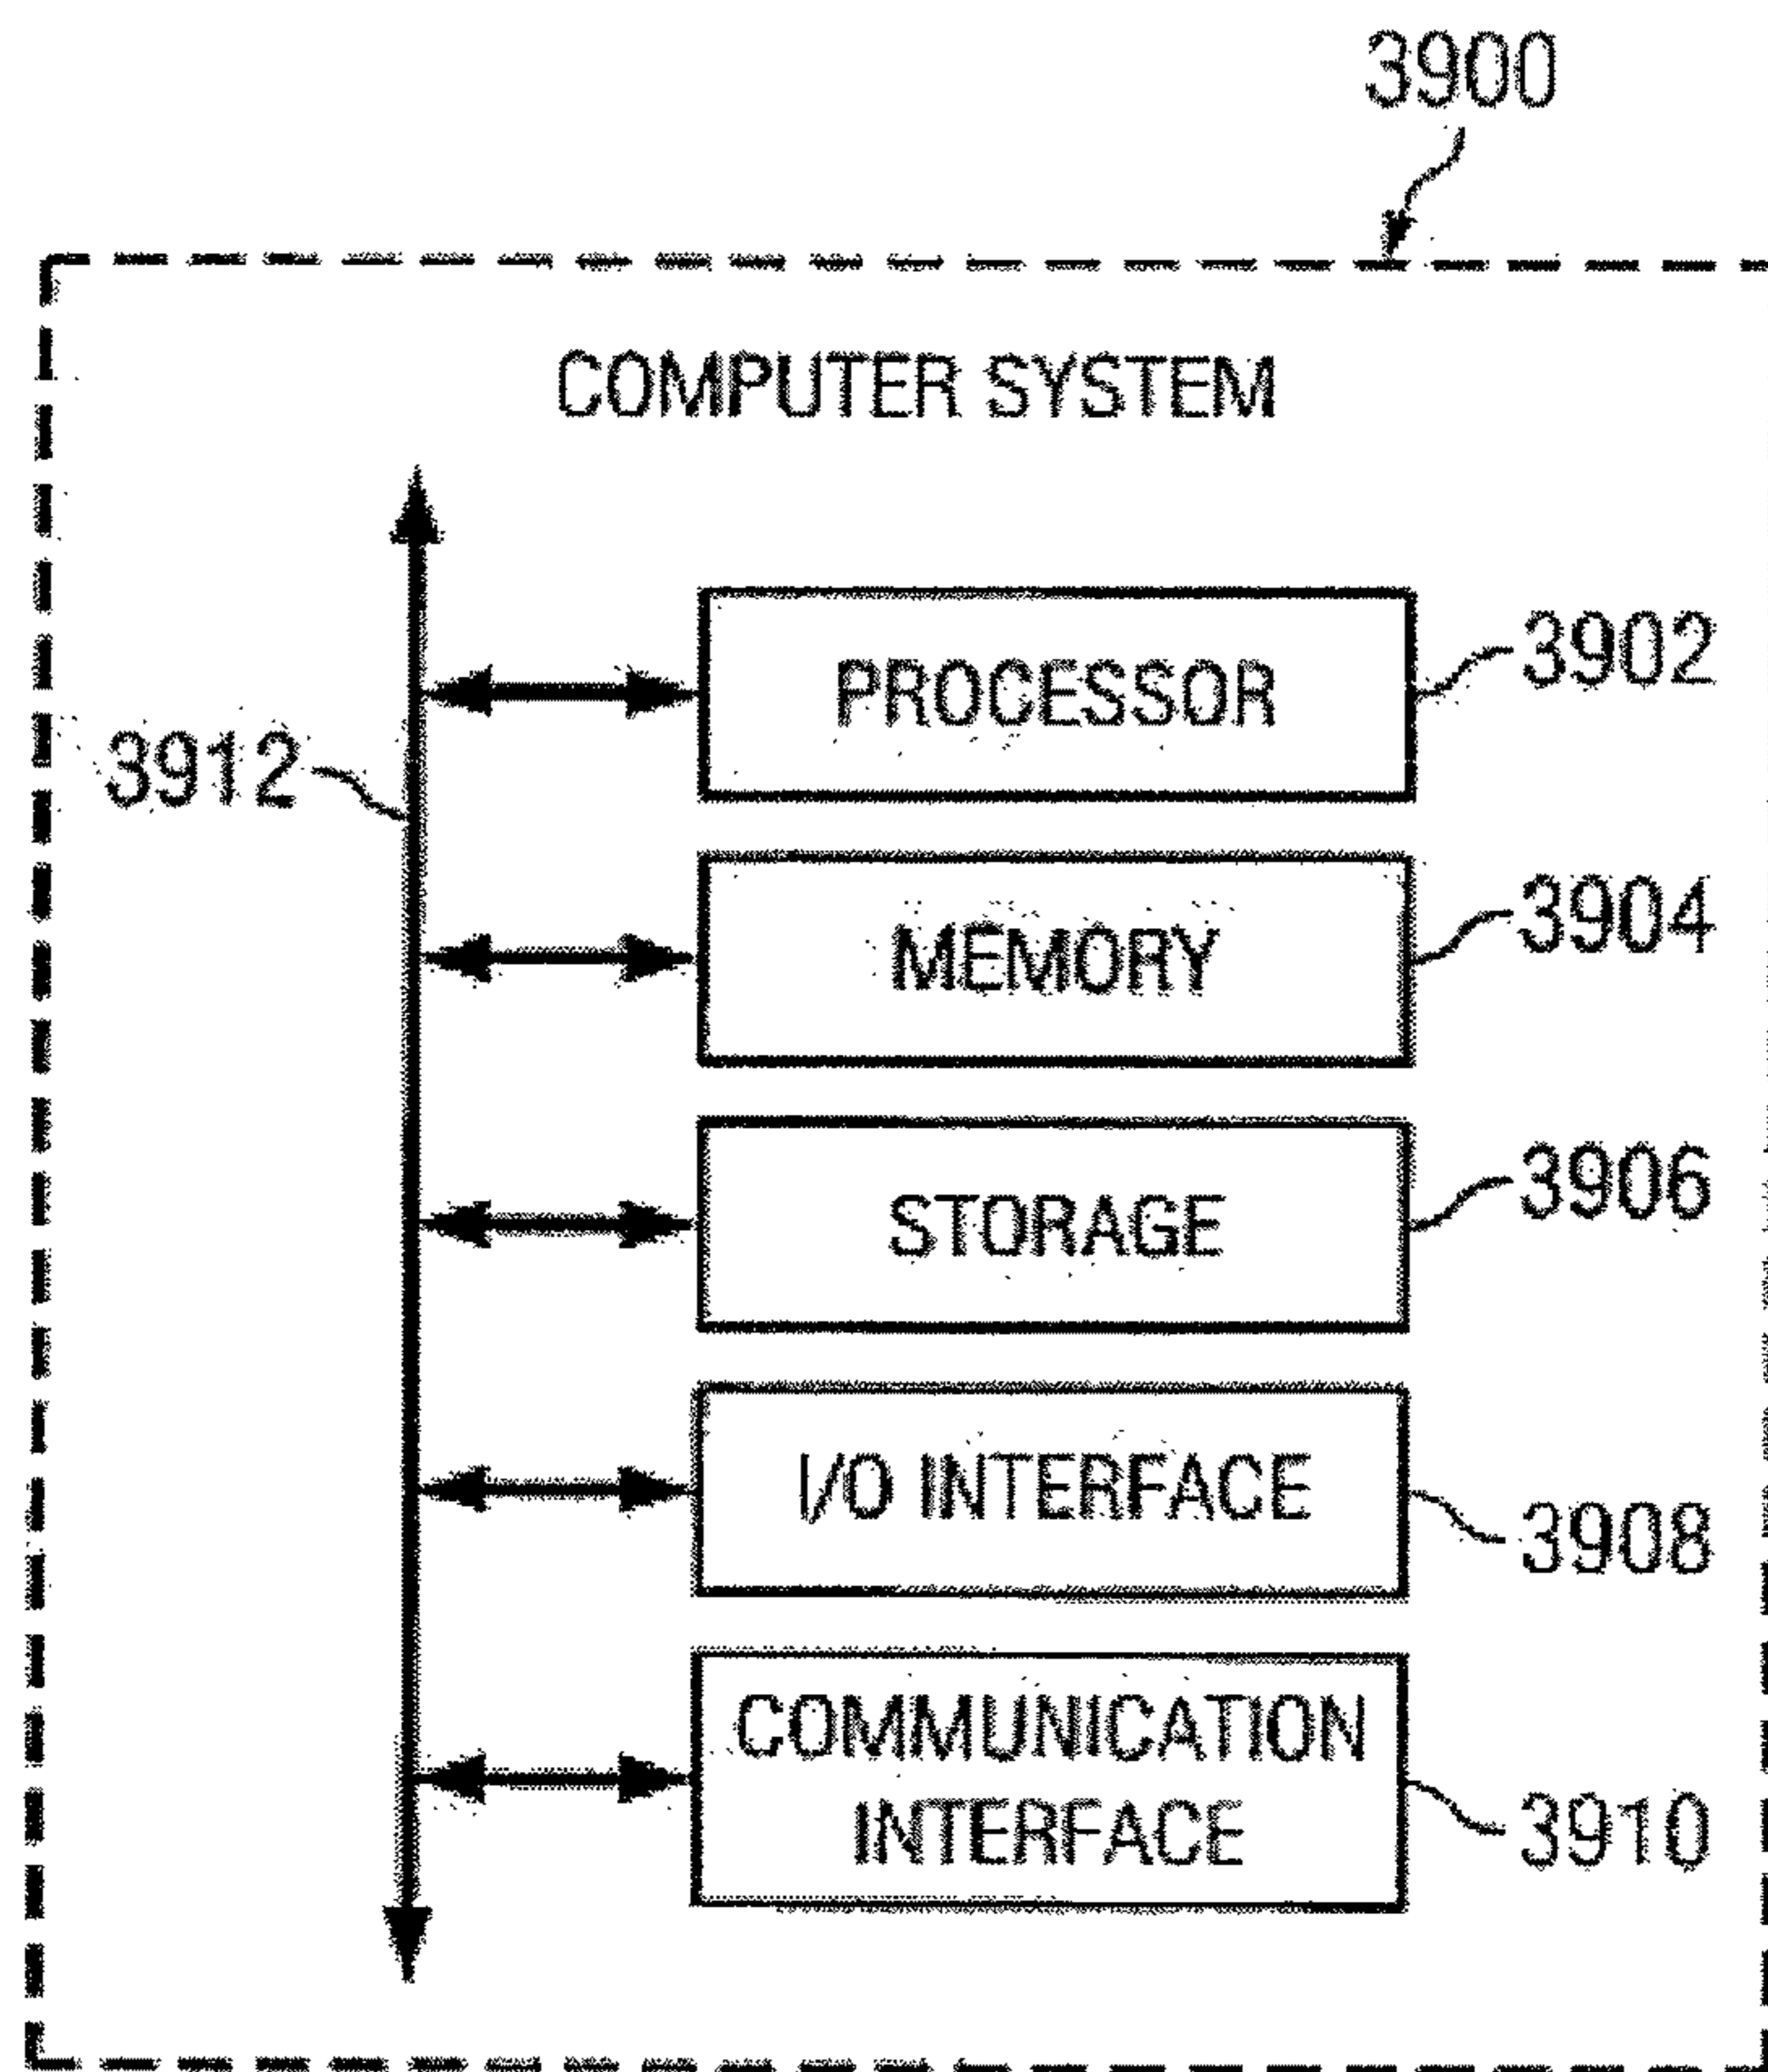 3900
COMPUTER SYSTEM
PROCESSOR
3902
3912
MEMORY
3904
STORAGE
3906
I/O INTERFACE
3908
COMMUNICATION
INTERFACE
3910